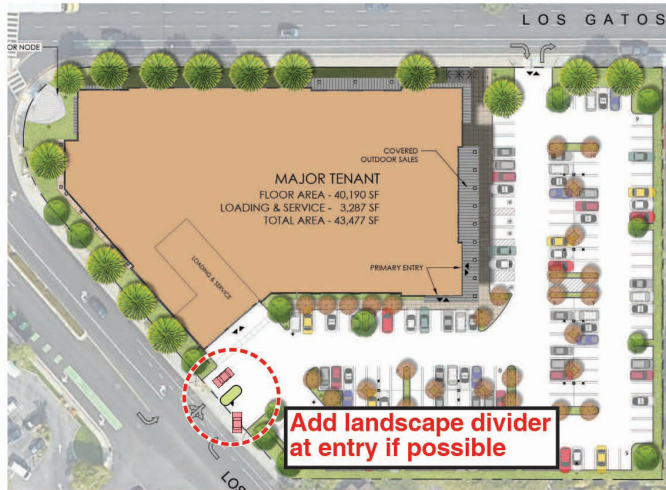 LOS GATOS
OR NODE
COVERED
OUTDOOR SALES
MAJOR TENANT
FLOOR AREA - 40,190 SF
LOADING & SERVICE - 3,287 SF
TOTAL AREA - 43,477 SF
PRIMARY ENTRY
LOADING & SERVICE
Add landscape divider
at entry if possible
LOS